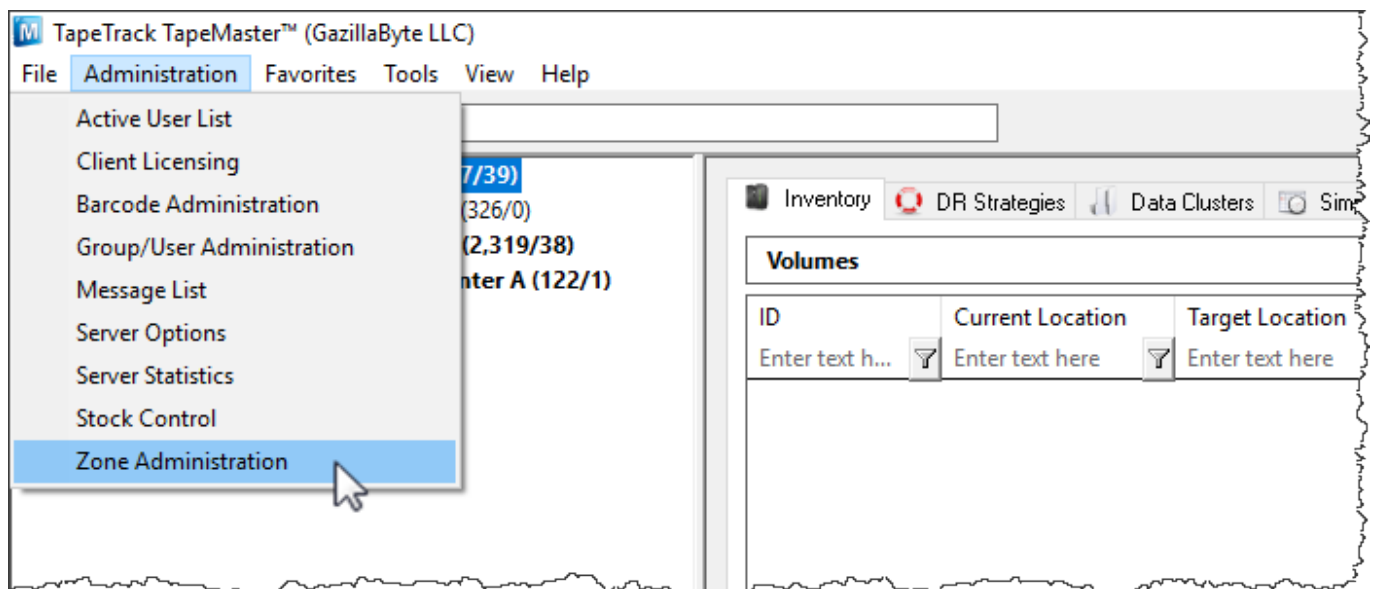 TapeTrack TapeMaster™ (GazillaByte LLC)
File Administration Favorites Tools View Help
Active User List
Client Licensing
Barcode Administration
Group/User Administration
Message List
Server Options
Server Statistics
Stock Control
Zone Administration
7/39)
(326/0)
(2,319/38)
nter A (122/1)
Inventory DR Strategies Data Clusters Sim
Volumes
ID Current Location Target Location
Enter text h... Enter text here Enter text here